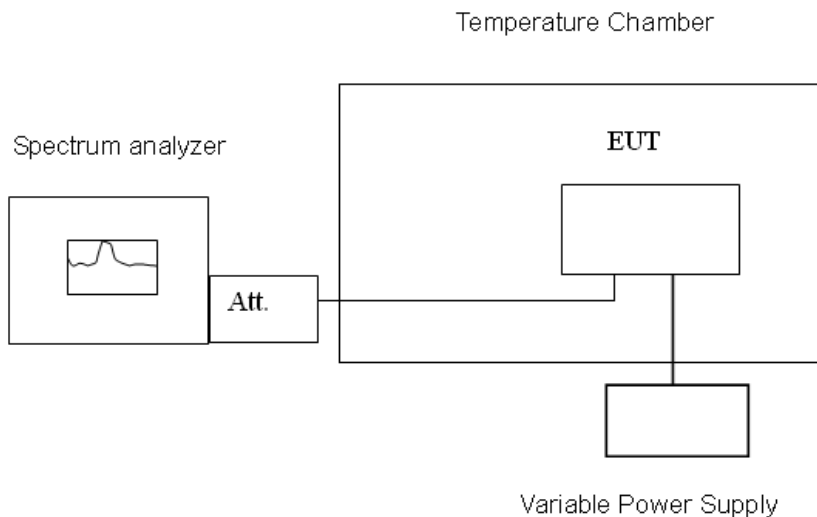 Temperature Chamber
Spectrum analyzer
EUT
Att.
Variable Power Supply